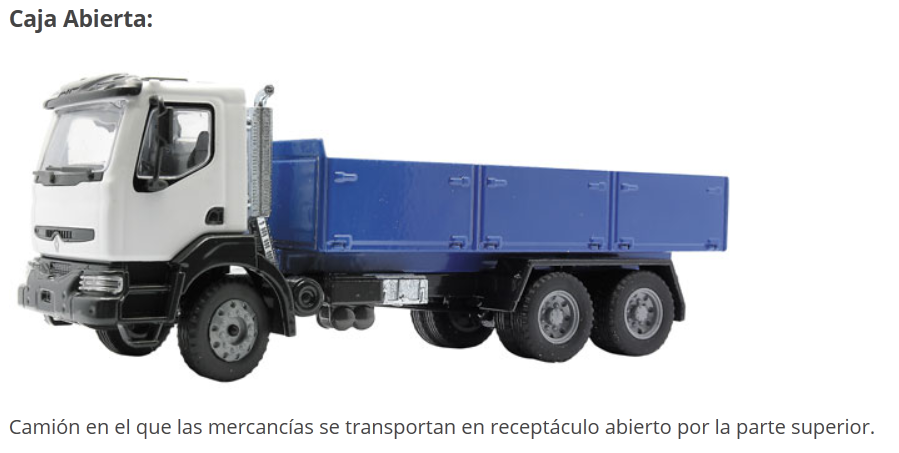 Caja Abierta:
Camión en el que las mercancías se transportan en receptáculo abierto por la parte superior.